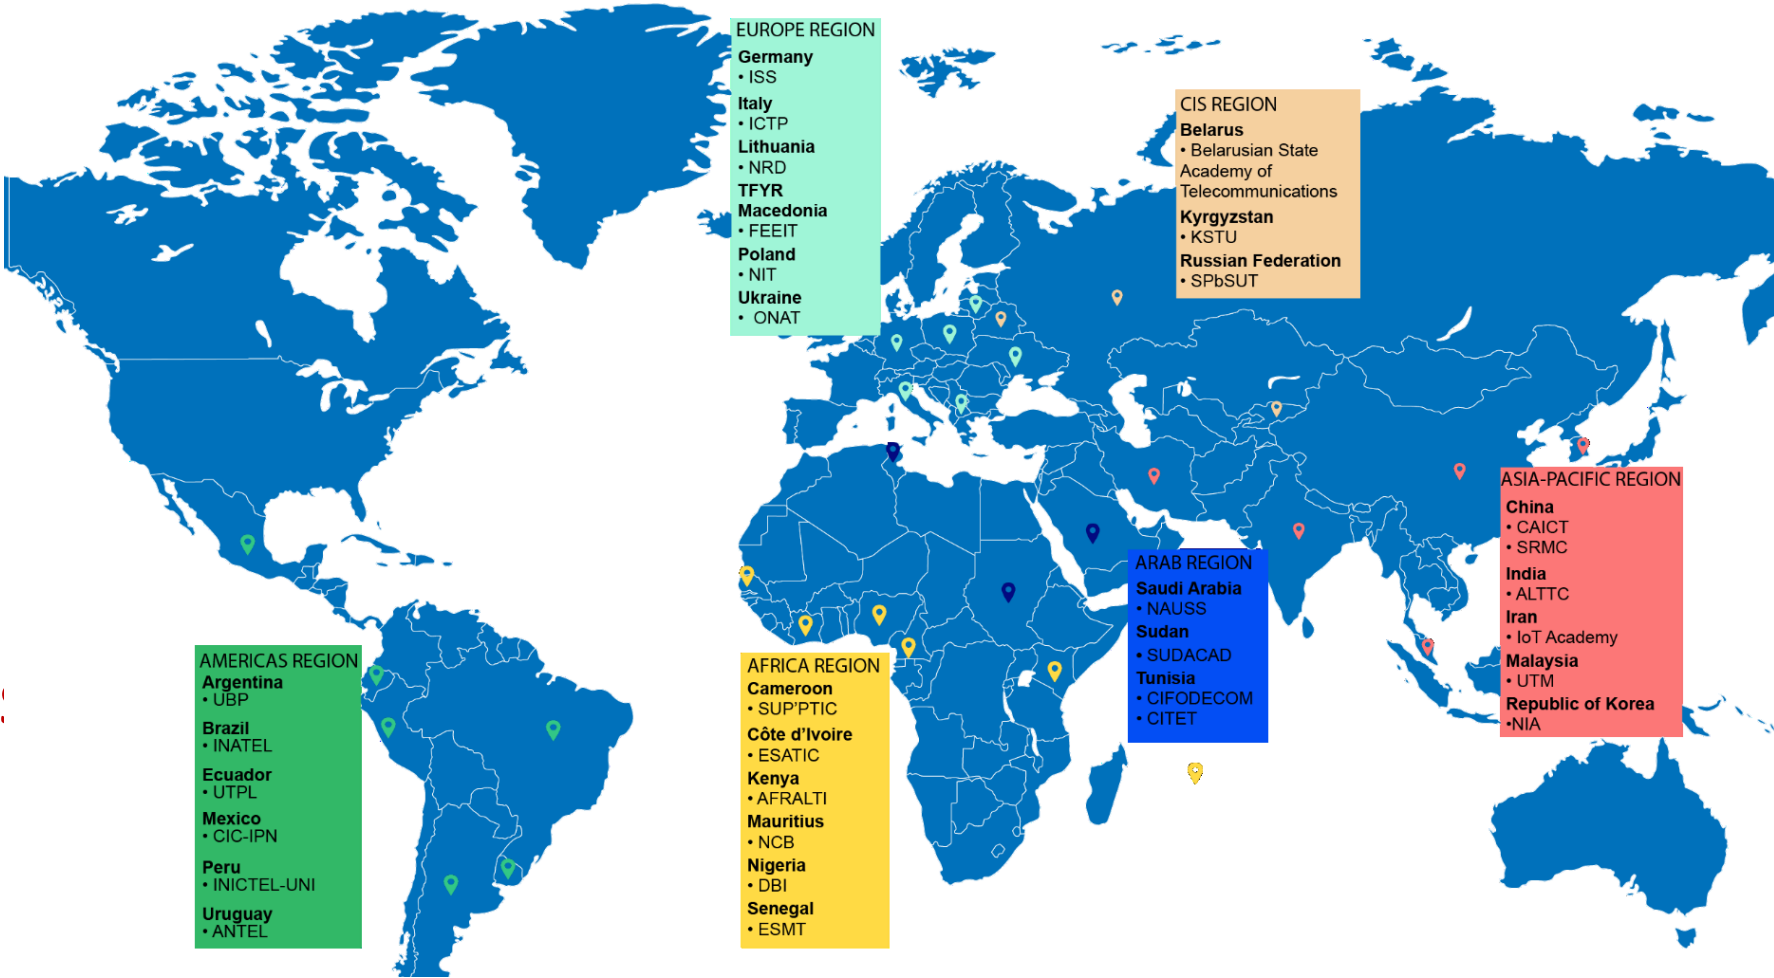 EUROPE REGION
Germany
• ISS
Italy
• ICTP
Lithuania
• NRD
TFYR
Macedonia
• FEEIT
Poland
• NIT
Ukraine
• ONAT
CIS REGION
Belarus
• Belarusian State
Academy of
Telecommunications
Kyrgyzstan
• KSTU
Russian Federation
• SPbSUT
ASIA-PACIFIC REGION
China
• CAICT
• SRMC
India
• ALTTC
Iran
• IoT Academy
Malaysia
• UTM
Republic of Korea
•NIA
ARAB REGION
Saudi Arabia
• NAUSS
Sudan
• SUDACAD
Tunisia
• CIFODECOM
• CITET
AMERICAS REGION
Argentina
• UBP
Brazil
• INATEL
Ecuador
• UTPL
Mexico
• CIC-IPN
Peru
• INICTEL-UNI
Uruguay
• ANTEL
AFRICA REGION
Cameroon
• SUP’PTIC
Côte d’Ivoire
• ESATIC
Kenya
• AFRALTI
Mauritius
• NCB
Nigeria
• DBI
Senegal
• ESMT